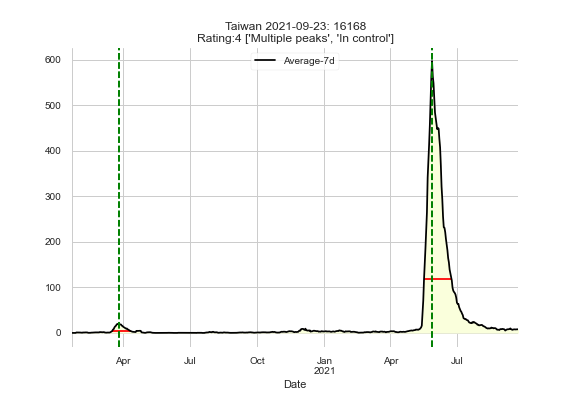 Taiwan 2021-09-23: 16168
Rating:4 ['Multiple peaks', 'In control']
Average-7d
600
500
400
300
200
100
0
Apr
Jul
Oct
Jan
2021
Apr
Jul
Date